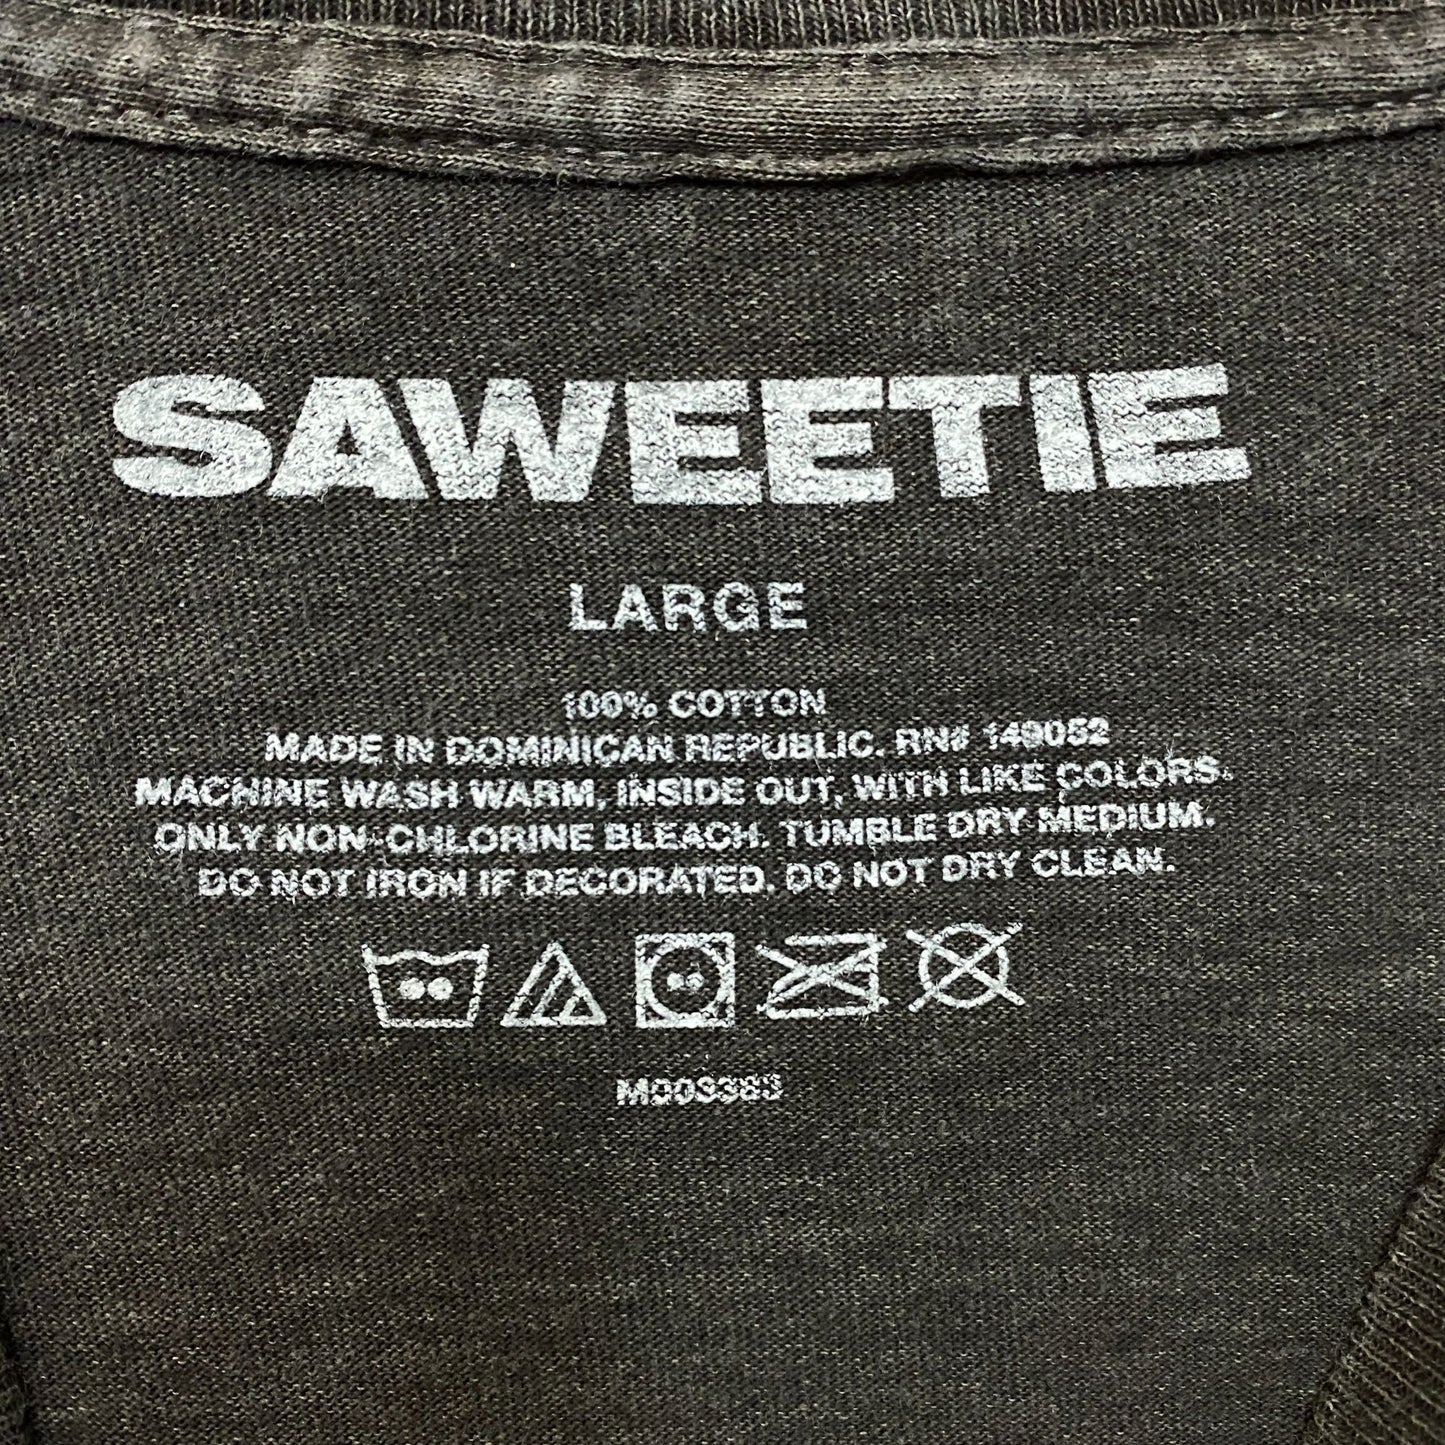 SAWEETIE
LARGE
100% COTTON
MADE IN DOMINICAN REPUBLIC. RN# 149052
MACHINE WASH WARM, INSIDE OUT, WITH LIKE COLORS.
ONLY NON-CHLORINE BLEACH. TUMBLE DRY MEDIUM.
DO NOT IRON IF DECORATED. DO NOT DRY CLEAN.
M003383